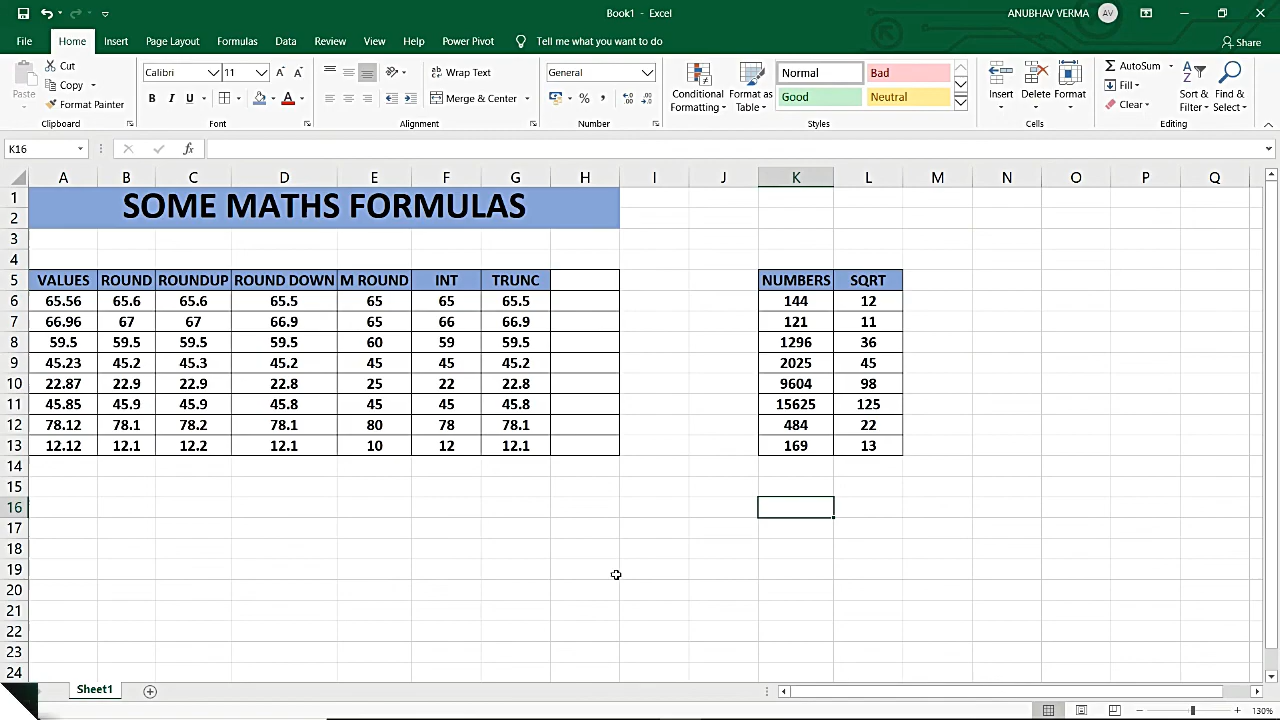 Book1 - Excel
ANUBHAV VERMA AV
File Home Insert Page Layout Formulas Data Review View Help Power Pivot Tell me what you want to do Share
Paste Cut Copy Format Painter Clipboard
Calibri 11 A A B I U A Font
Wrap Text Merge & Center Alignment
General % , Number
Conditional Formatting Format as Table Normal Bad Good Neutral Styles
Insert Delete Format Cells
AutoSum Fill Clear Sort & Filter Find & Select Editing
K16 fx
A B C D E F G H I J K L M N O P Q
1 SOME MATHS FORMULAS
2
3
4
5 VALUES ROUND ROUNDUP ROUND DOWN M ROUND INT TRUNC NUMBERS SQRT
6 65.56 65.6 65.6 65.5 65 65 65.5 144 12
7 66.96 67 67 66.9 65 66 66.9 121 11
8 59.5 59.5 59.5 59.5 60 59 59.5 1296 36
9 45.23 45.2 45.3 45.2 45 45 45.2 2025 45
10 22.87 22.9 22.9 22.8 25 22 22.8 9604 98
11 45.85 45.9 45.9 45.8 45 45 45.8 15625 125
12 78.12 78.1 78.2 78.1 80 78 78.1 484 22
13 12.12 12.1 12.2 12.1 10 12 12.1 169 13
14
15
16
17
18
19
20
21
22
23
24
Sheet1
130%